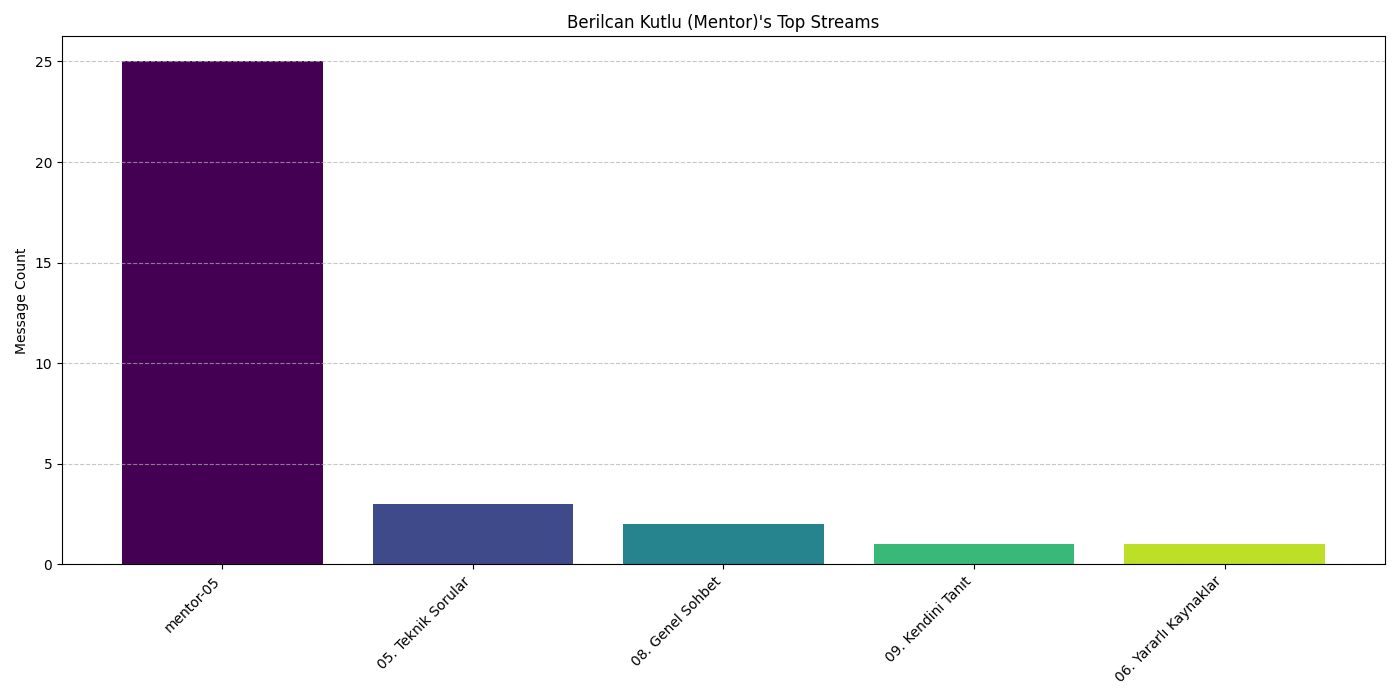 Berilcan Kutlu (Mentor)'s Top Streams
Message Count
25
20
15
10
5
0
mentor-05
05. Teknik Sorular
08. Genel Sohbet
09. Kendini Tanıt
06. Yararlı Kaynaklar